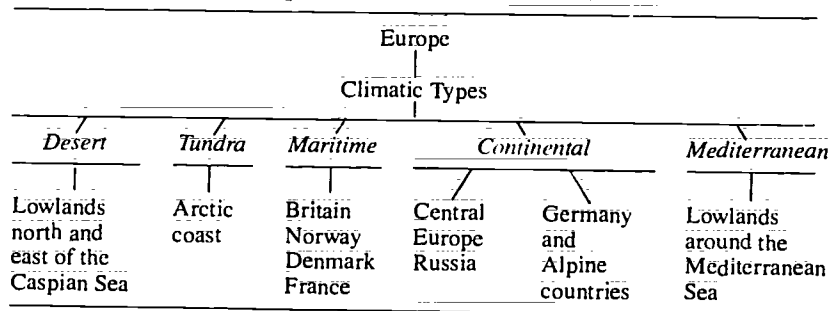 Europe
Climatic Types
Desert
Tundra
Maritime
Continental
Mediterranean
Lowlands
north and
east of the
Caspian Sea
Arctic
coast
Britain
Norway
Denmark
France
Central
Europe
Russia
Germany
and
Alpine
countries
Lowlands
around the
Mediterranean
Sea